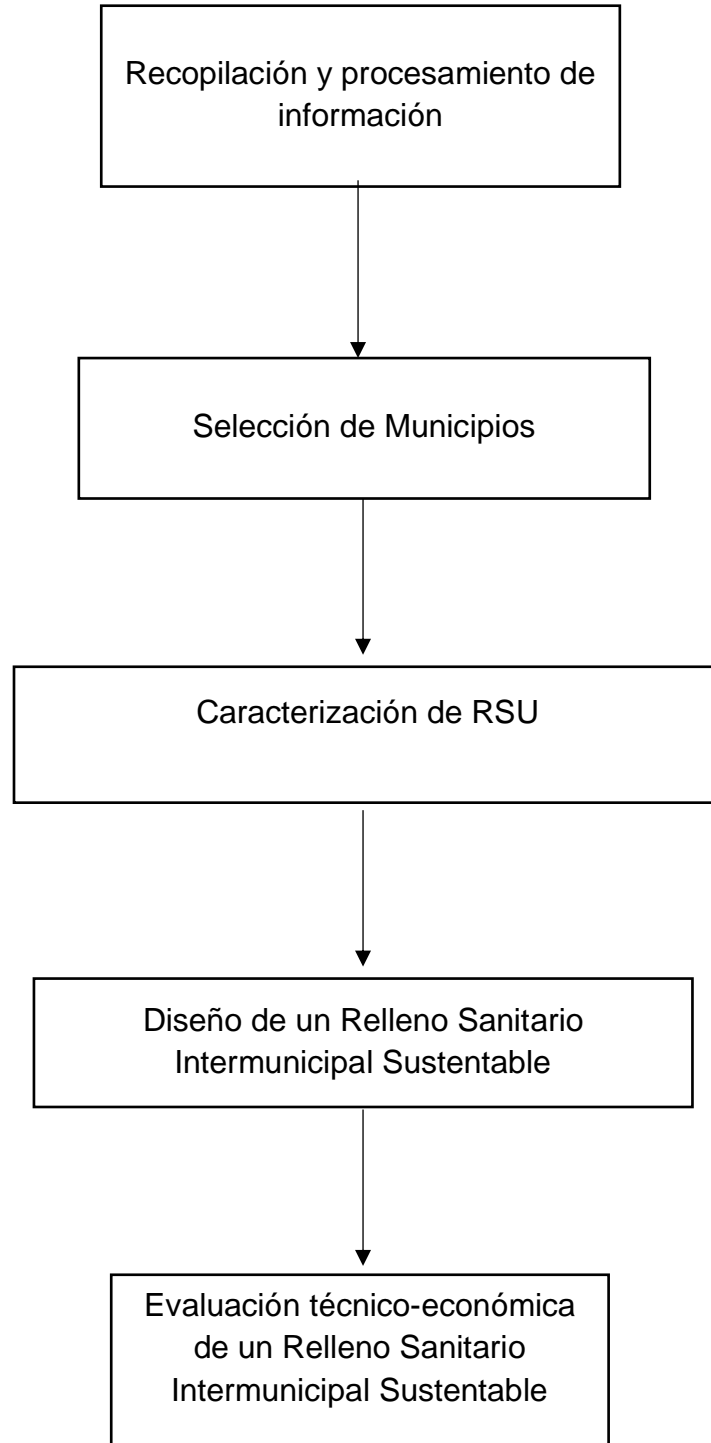 Recopilación y procesamiento de
información
Selección de Municipios
Caracterización de RSU
Diseño de un Relleno Sanitario
Intermunicipal Sustentable
Evaluación técnico-económica
de un Relleno Sanitario
Intermunicipal Sustentable